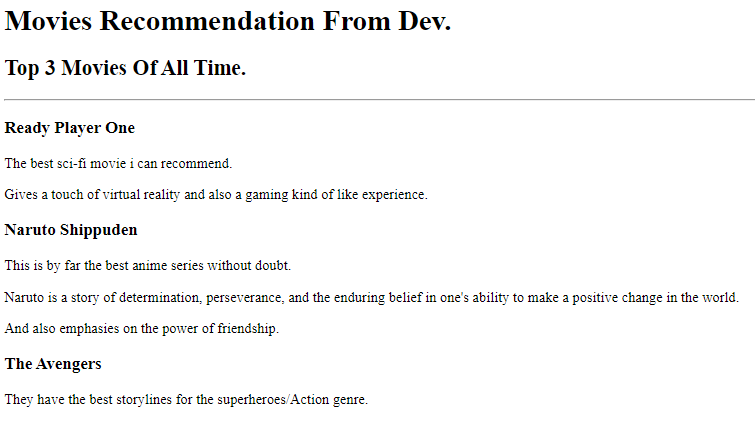 Movies Recommendation From Dev.
Top 3 Movies Of All Time.
Ready Player One
The best sci-fi movie i can recommend.
Gives a touch of virtual reality and also a gaming kind of like experience.
Naruto Shippuden
This is by far the best anime series without doubt.
Naruto is a story of determination, perseverance, and the enduring belief in one's ability to make a positive change in the world.
And also emphasies on the power of friendship.
The Avengers
They have the best storylines for the superheroes/Action genre.